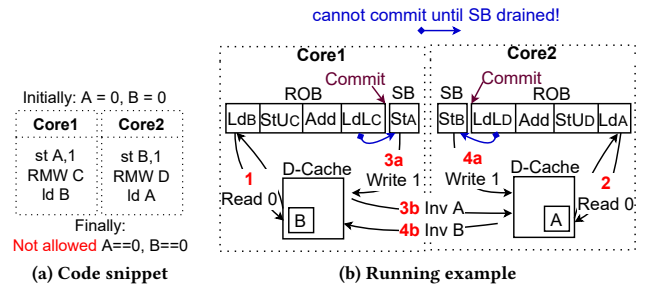 cannot commit until SB drained!
Initially: A = 0, B = 0
Core1 Core2
st A,1 st B,1
RMW C RMW D
ld B ld A
Finally:
Not allowed A==0, B==0
(a) Code snippet
Core1 Core2
Commit Commit
ROB SB SB ROB
LdB StUC Add LdLC StA StB LdLD Add StUD LdA
3a 4a
1 D-Cache Write 1 Write 1 D-Cache 2
Read 0 3b Inv A Read 0
B 4b Inv B A
(b) Running example